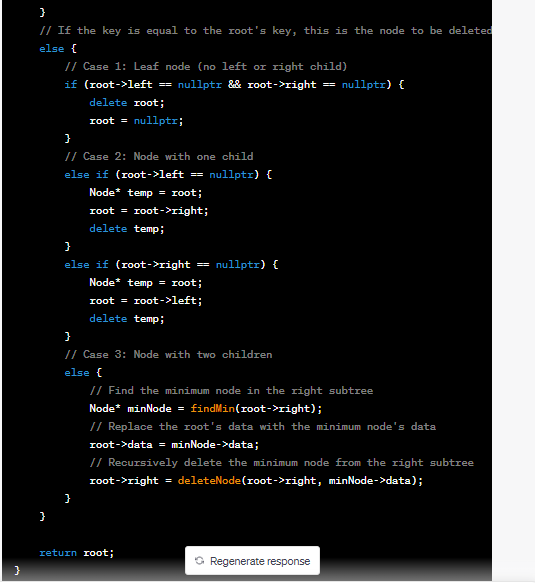 }
// If the key is equal to the root's key, this is the node to be deleted
else {
// Case 1: Leaf node (no left or right child)
if (root->left == nullptr && root->right == nullptr) {
delete root;
root = nullptr;
}
// Case 2: Node with one child
else if (root->left == nullptr) {
Node* temp = root;
root = root->right;
delete temp;
}
else if (root->right == nullptr) {
Node* temp = root;
root = root->left;
delete temp;
}
// Case 3: Node with two children
else {
// Find the minimum node in the right subtree
Node* minNode = findMin(root->right);
// Replace the root's data with the minimum node's data
root->data = minNode->data;
// Recursively delete the minimum node from the right subtree
root->right = deleteNode(root->right, minNode->data);
}
}
return root;
Regenerate response
}